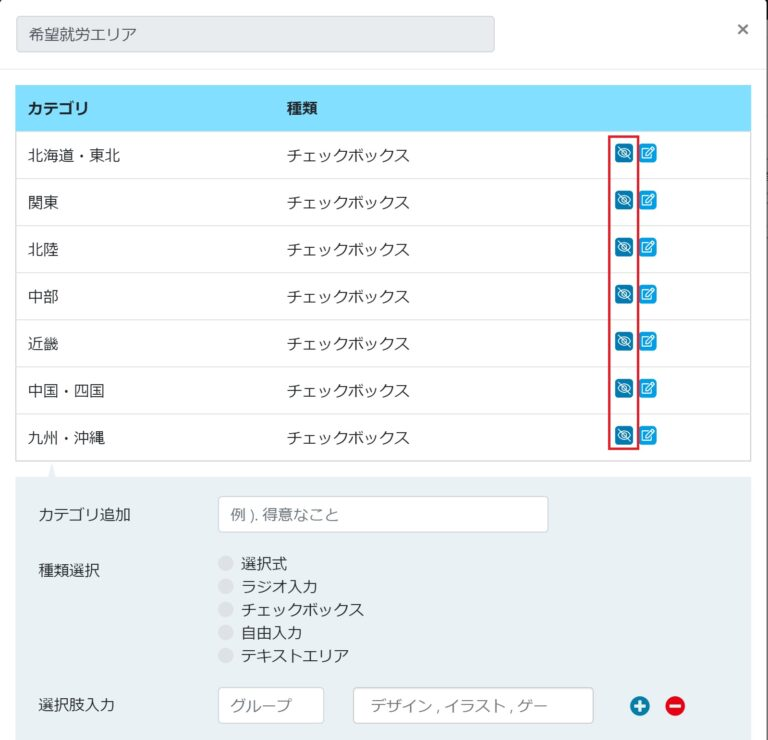 希望就労エリア ×
カテゴリ 種類
北海道・東北 チェックボックス
関東 チェックボックス
北陸 チェックボックス
中部 チェックボックス
近畿 チェックボックス
中国・四国 チェックボックス
九州・沖縄 チェックボックス
カテゴリ追加 例 ). 得意なこと
種類選択 選択式
ラジオ入力
チェックボックス
自由入力
テキストエリア
選択肢入力 グループ デザイン , イラスト , ゲー